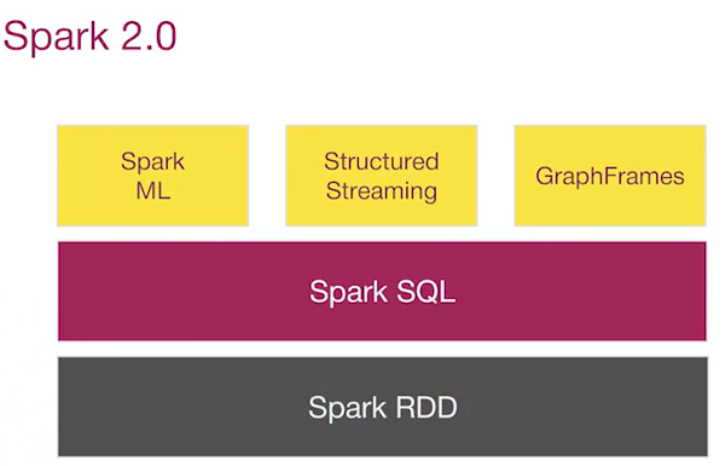 Spark 2.0
Spark
ML
Structured
Streaming
GraphFrames
Spark SQL
Spark RDD